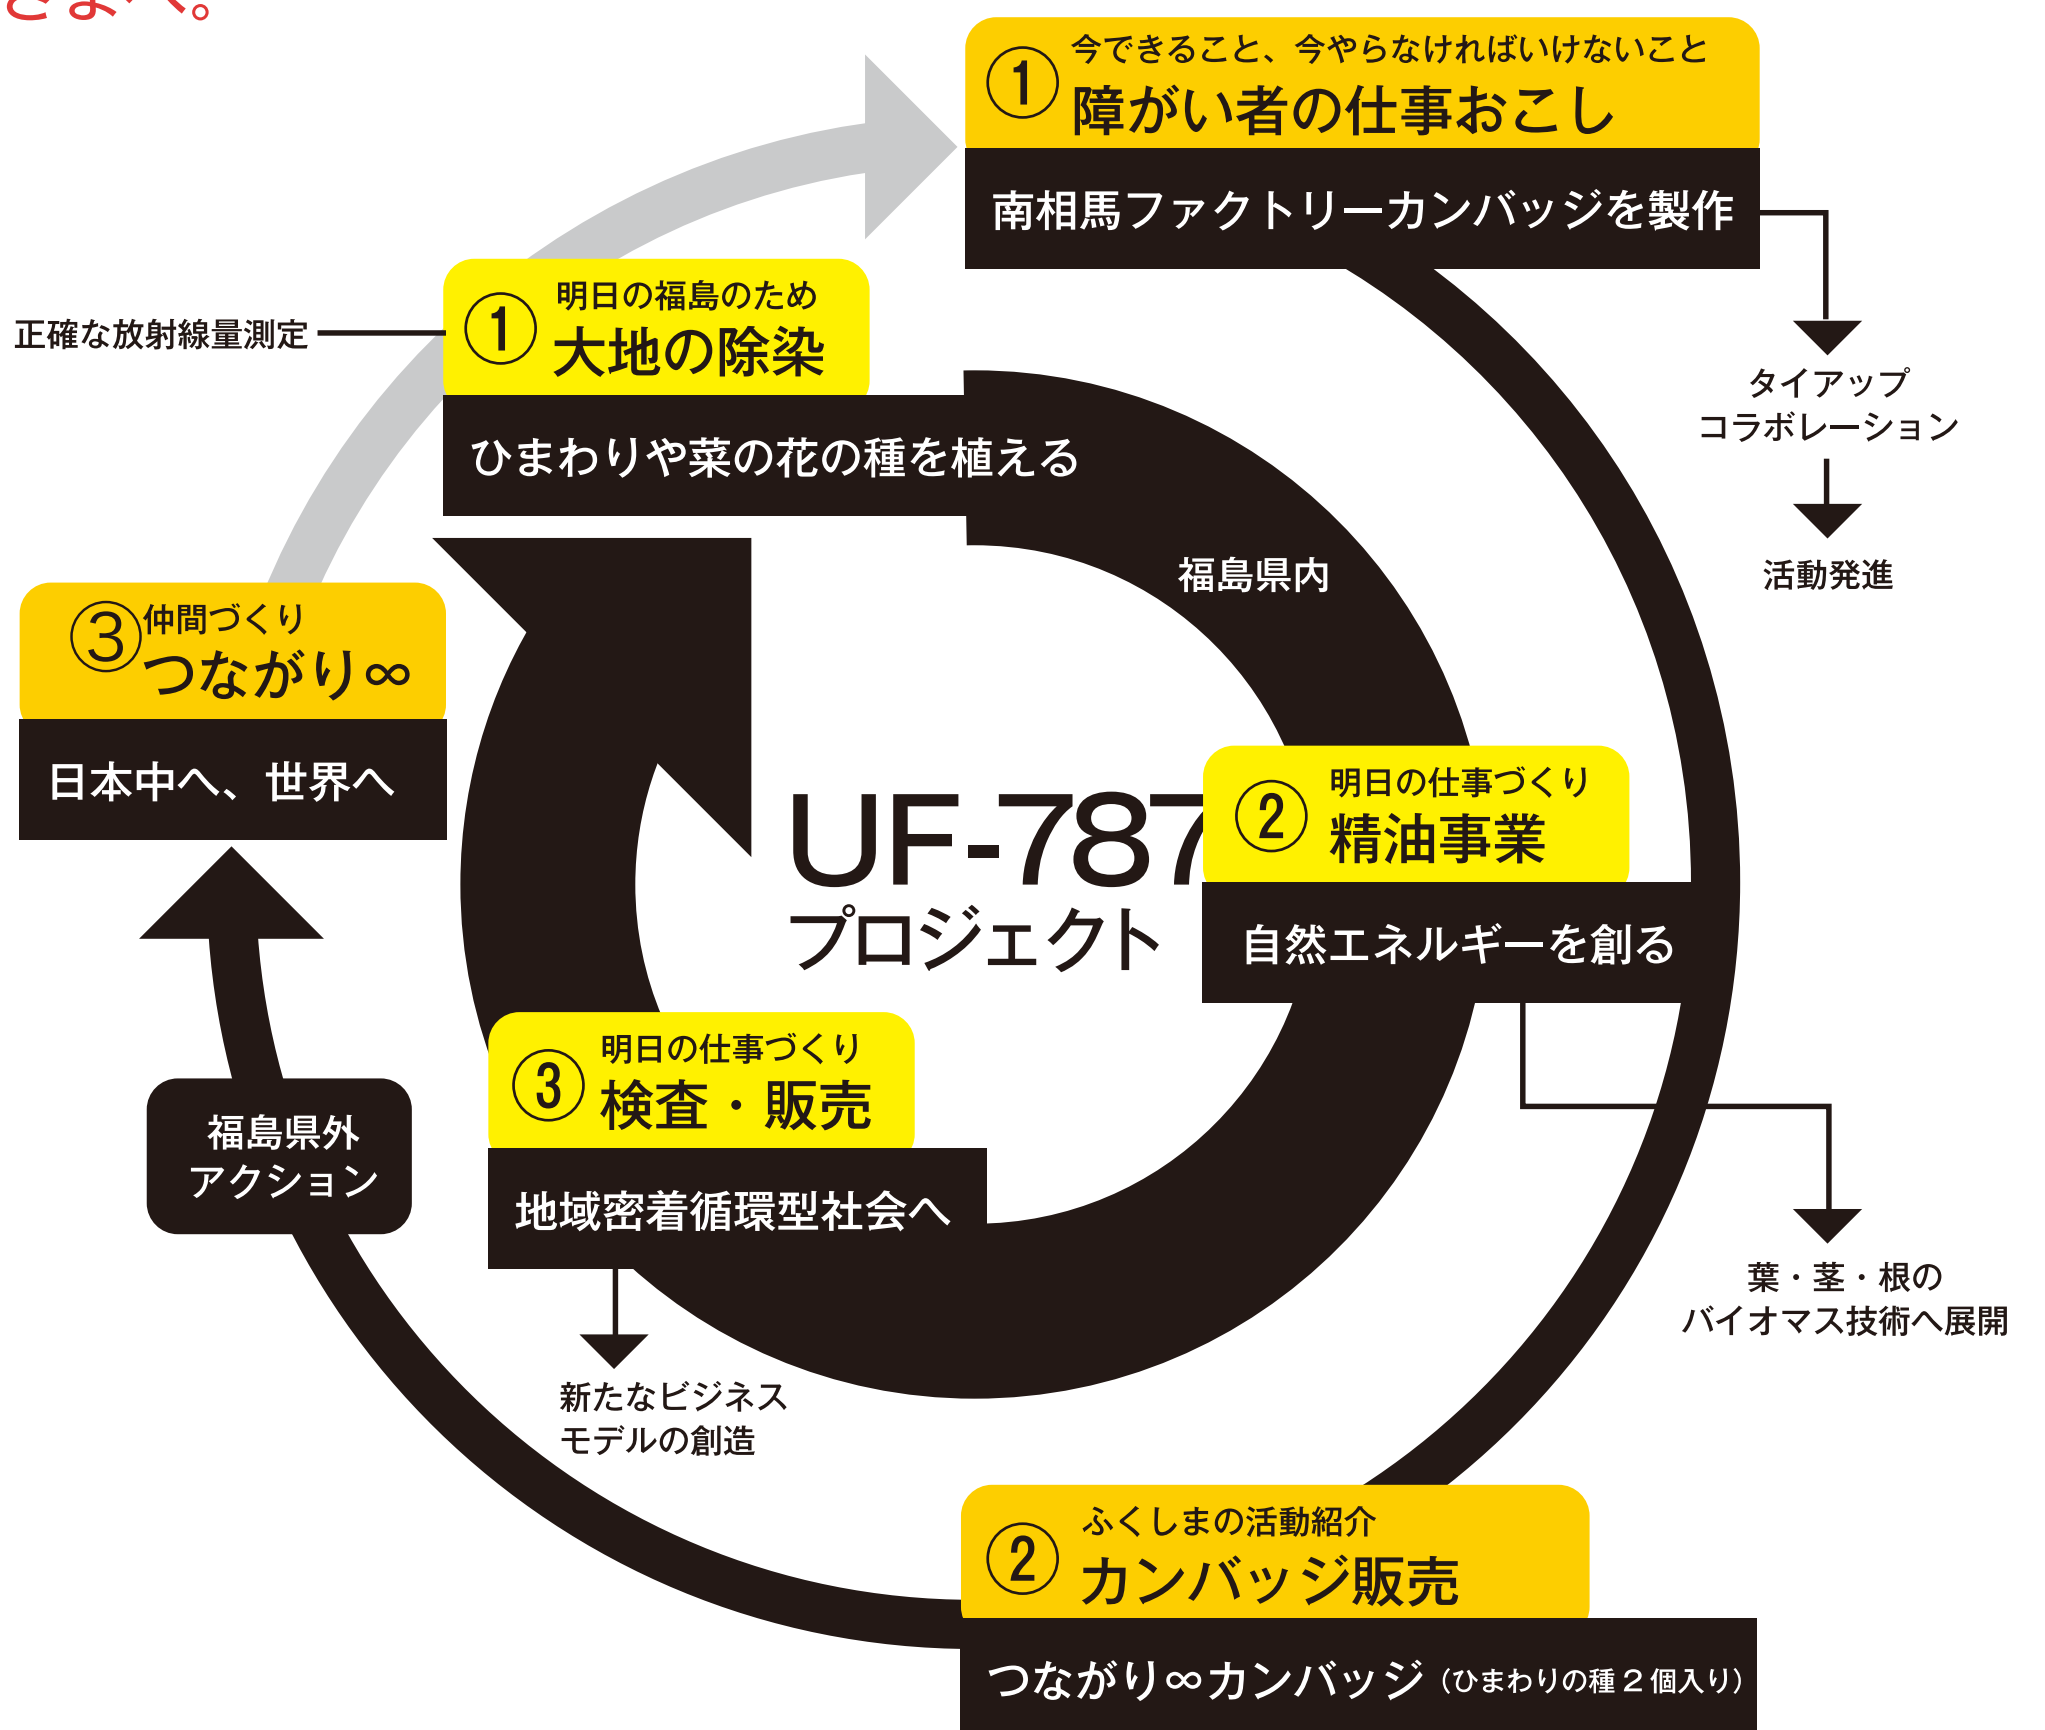 さまへ。
① 今できること、今やらなければいけないこと
障がい者の仕事おこし
南相馬ファクトリーカンバッジを製作
タイアップ
コラボレーション
活動発進
① 明日の福島のため
大地の除染
ひまわりや菜の花の種を植える
正確な放射線量測定
福島県内
③ 仲間づくり
つながり∞
日本中へ、世界へ
UF-787
プロジェクト
② 明日の仕事づくり
精油事業
自然エネルギーを創る
葉・茎・根の
バイオマス技術へ展開
③ 明日の仕事づくり
検査・販売
地域密着循環型社会へ
新たなビジネス
モデルの創造
福島県外
アクション
② ふくしまの活動紹介
カンバッジ販売
つながり∞カンバッジ（ひまわりの種2個入り）